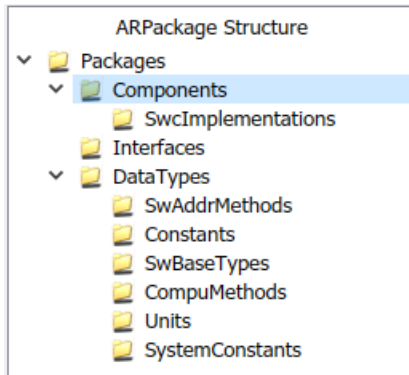 ARPackage Structure
Packages
Components
SwcImplementations
Interfaces
DataTypes
SwAddrMethods
Constants
SwBaseTypes
CompuMethods
Units
SystemConstants